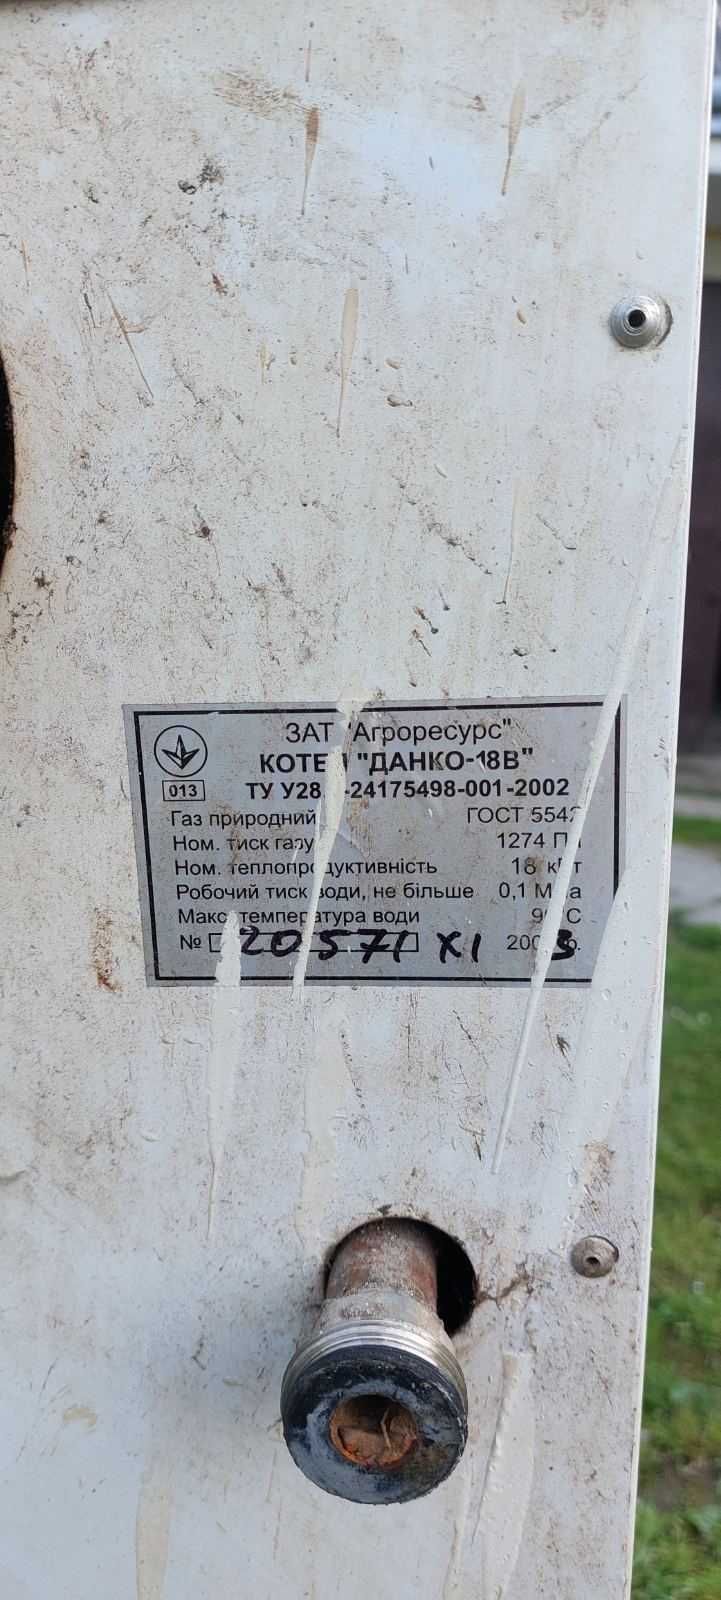 ЗАТ "Агроресурс"
КОТЕЛ "ДАНКО-18В"
013
ТУ У28. -24175498-001-2002
Газ природний ГОСТ 5542
Ном. тиск газу 1274 Па
Ном. теплопродуктивність 18 кВт
Робочий тиск води, не більше 0,1 МПа
Макс. температура води 90°С
№ 20571 XI 2003р.